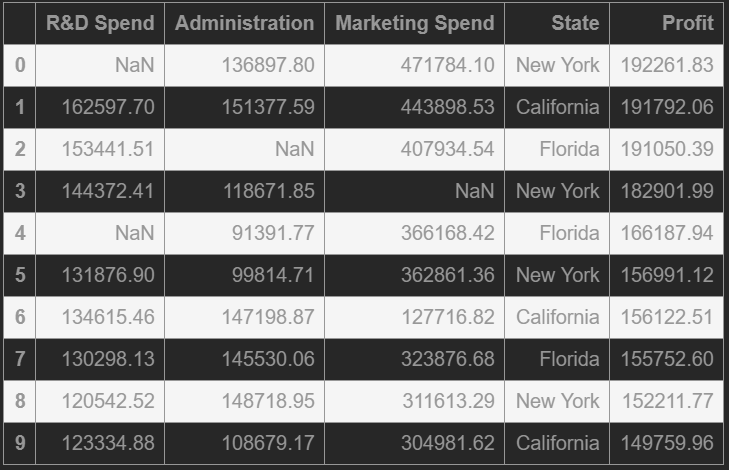 R&D Spend Administration Marketing Spend State Profit
0 NaN 136897.80 471784.10 New York 192261.83
1 162597.70 151377.59 443898.53 California 191792.06
2 153441.51 NaN 407934.54 Florida 191050.39
3 144372.41 118671.85 NaN New York 182901.99
4 NaN 91391.77 366168.42 Florida 166187.94
5 131876.90 99814.71 362861.36 New York 156991.12
6 134615.46 147198.87 127716.82 California 156122.51
7 130298.13 145530.06 323876.68 Florida 155752.60
8 120542.52 148718.95 311613.29 New York 152211.77
9 123334.88 108679.17 304981.62 California 149759.96